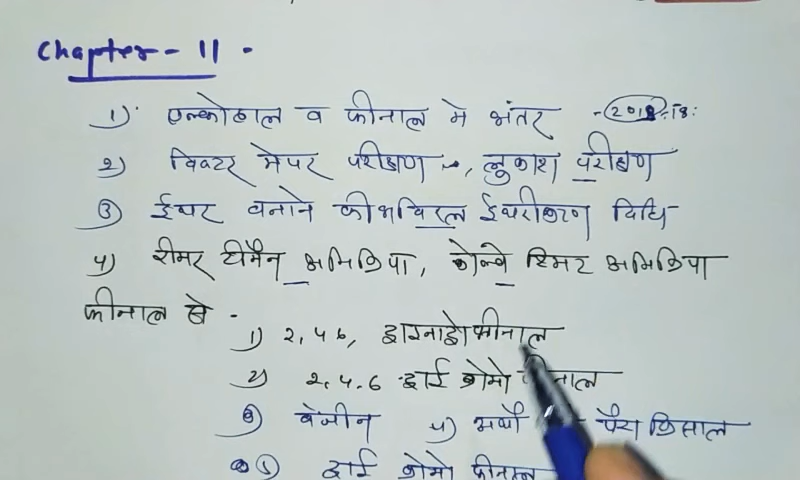 Chapter - 11 .
1) एल्कोहाल व फीनाल मे अंतर -
2) विक्टर मेयर परीक्षण , लुकाश परीक्षण
③ ईथर बनाने की अविरल ईथरीकरण विधि
4) रीमर टीमैन अभिक्रिया, कोल्वे स्मिट अभिक्रिया
फीनाल से -
1) 2,4 6, ट्राइनाइट्रोफीनाल
2) 2.4.6 ट्राई ब्रोमो
③ बेंजीन 4) पैरा क्रिसाल
⑤ ट्राई ब्रोमो फीनाल